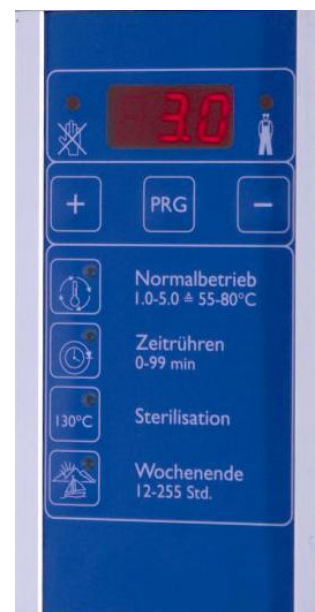 3.0
+ PRG -
Normalbetrieb
1.0-5.0 ≙ 55-80°C
Zeitrühren
0-99 min
130°C Sterilisation
Wochenende
12-255 Std.